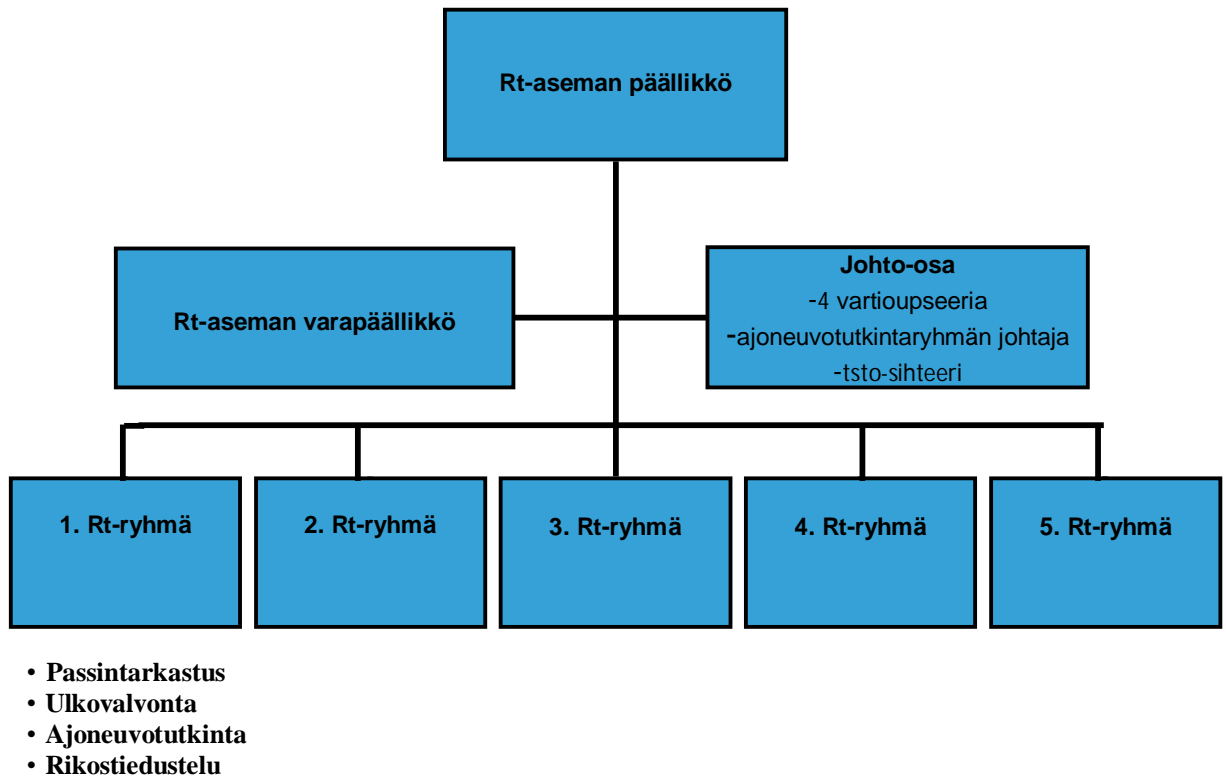 Rt-aseman päällikkö
Rt-aseman varapäällikkö
Johto-osa
-4 vartioupseeria
-ajoneuvotutkintaryhmän johtaja
-tsto-sihteeri
1. Rt-ryhmä
2. Rt-ryhmä
3. Rt-ryhmä
4. Rt-ryhmä
5. Rt-ryhmä
• Passintarkastus
• Ulkovalvonta
• Ajoneuvotutkinta
• Rikostiedustelu